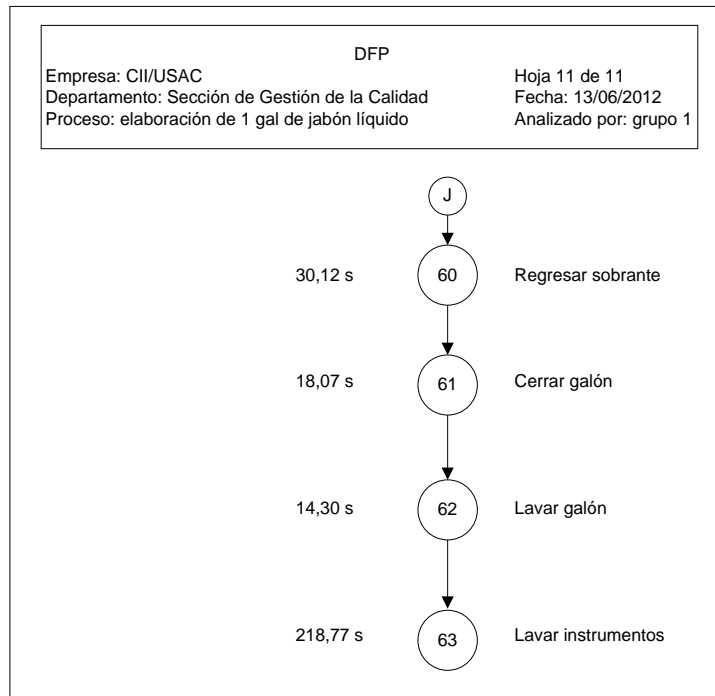 DFP
Empresa: CII/USAC Hoja 11 de 11
Departamento: Sección de Gestión de la Calidad Fecha: 13/06/2012
Proceso: elaboración de 1 gal de jabón líquido Analizado por: grupo 1
J
30,12 s 60 Regresar sobrante
18,07 s 61 Cerrar galón
14,30 s 62 Lavar galón
218,77 s 63 Lavar instrumentos